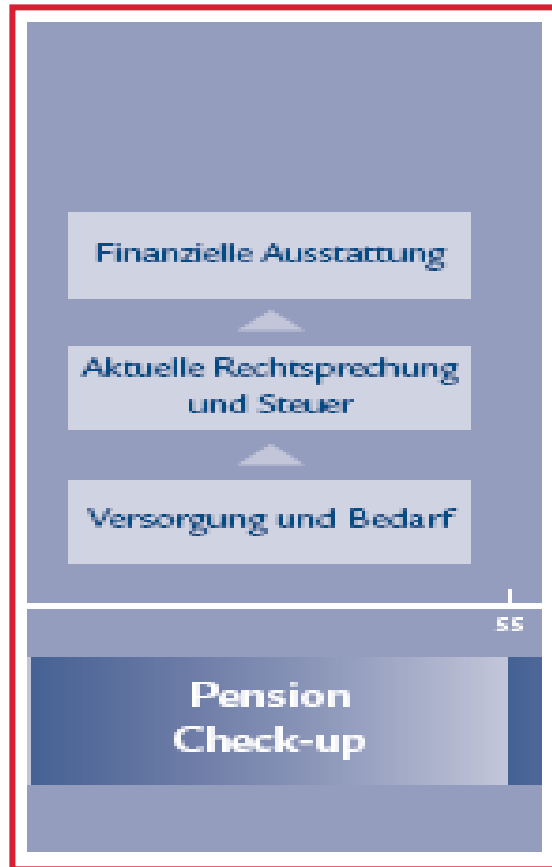 Finanzielle Ausstattung
Aktuelle Rechtsprechung
und Steuer
Versorgung und Bedarf
55
Pension
Check-up